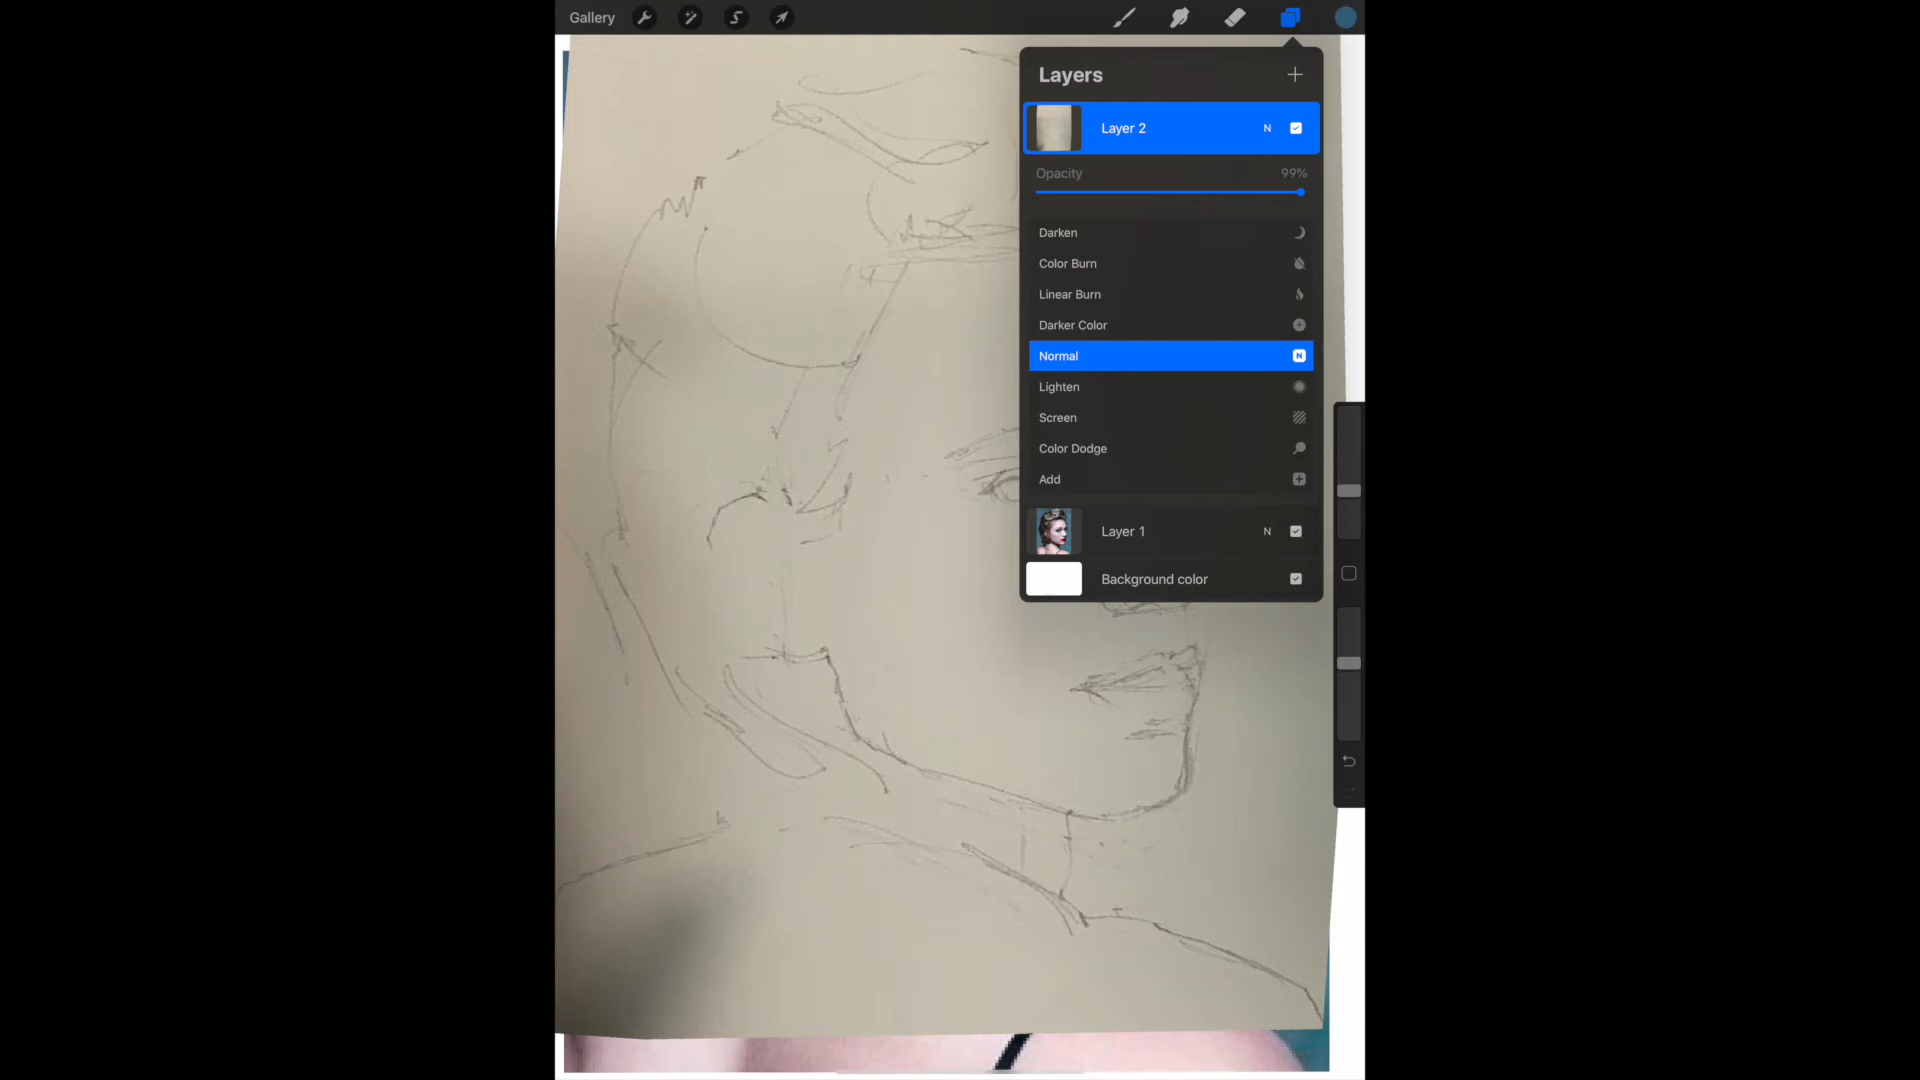 Gallery
Layers
Layer 2 N
Opacity 99%
Darken
Color Burn
Linear Burn
Darker Color
Normal N
Lighten
Screen
Color Dodge
Add
Layer 1 N
Background color